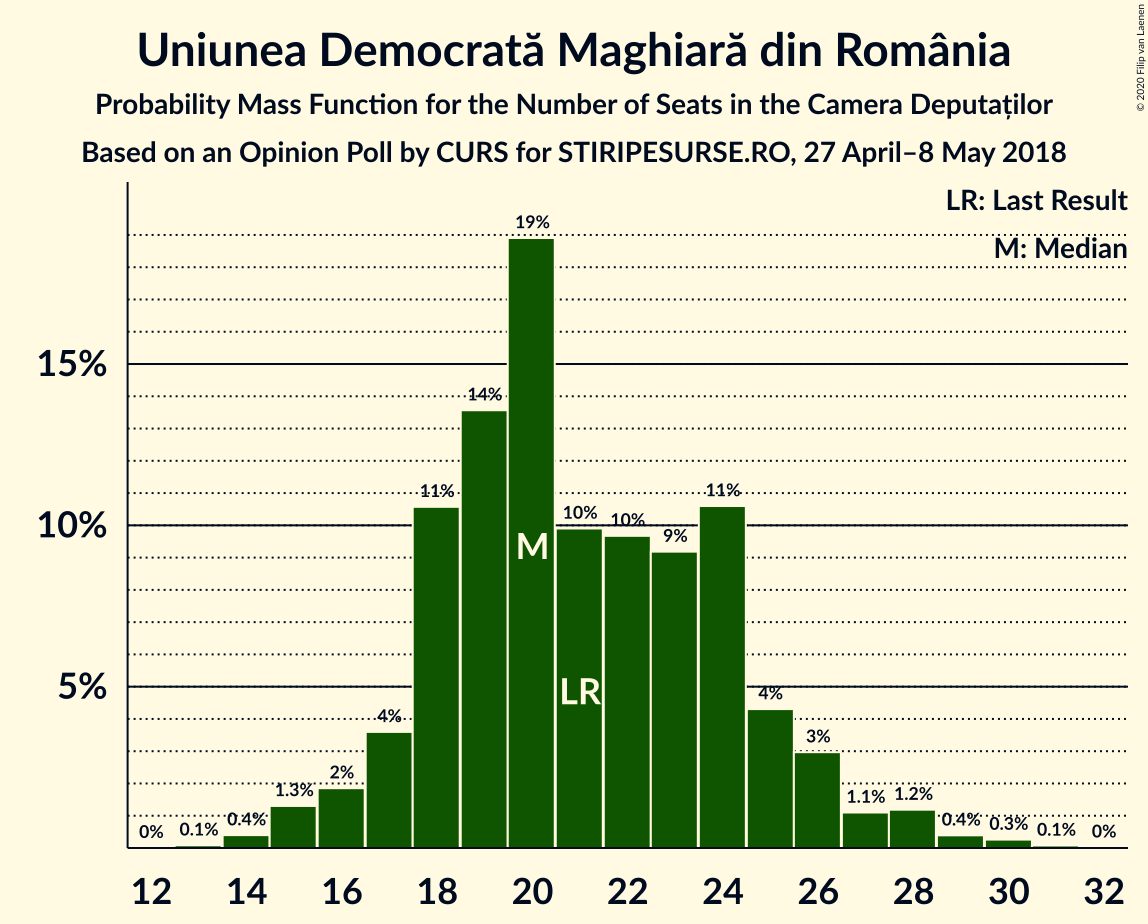 Uniunea Democrată Maghiară din România
Probability Mass Function for the Number of Seats in the Camera Deputaților
Based on an Opinion Poll by CURS for STIRIPESURSE.RO, 27 April–8 May 2018
© 2020 Filip van Laenen
LR: Last Result
M: Median
15%
10%
5%
0%
0.1%
0.4%
1.3%
2%
4%
11%
14%
19%
10%
10%
9%
11%
4%
3%
1.1%
1.2%
0.4%
0.3%
0.1%
0%
M
LR
12 14 16 18 20 22 24 26 28 30 32